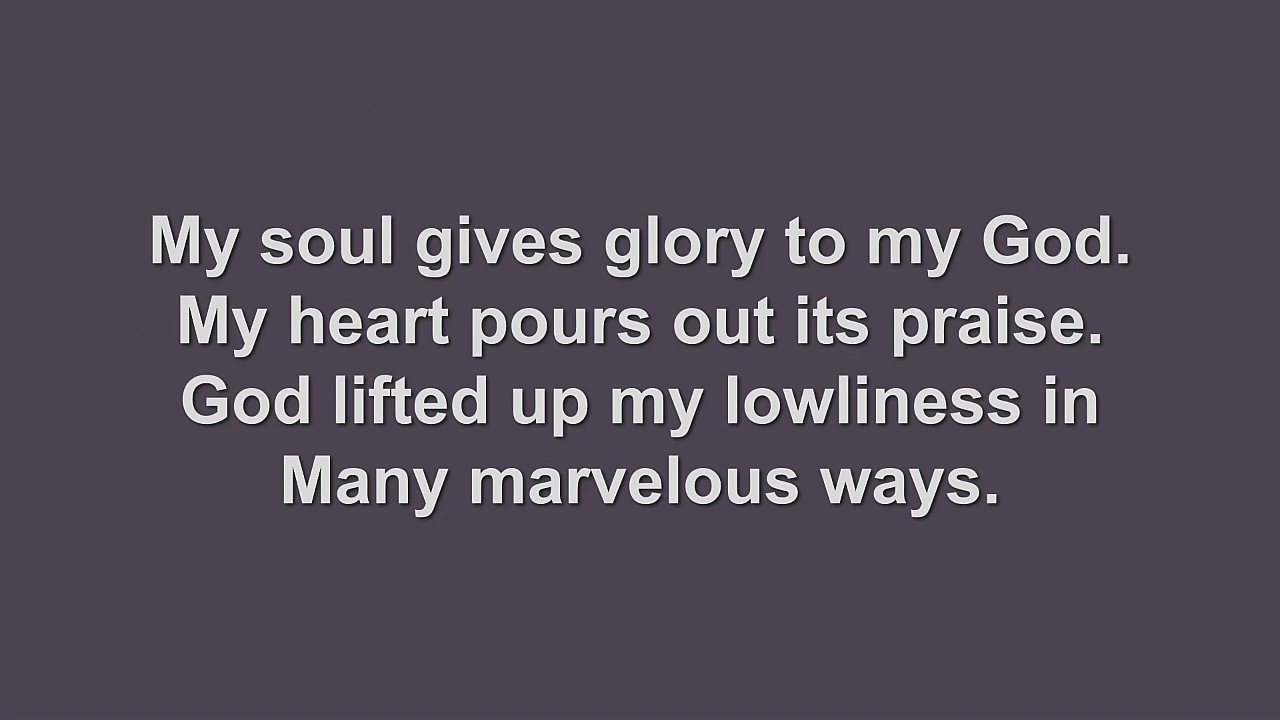 My soul gives glory to my God.
My heart pours out its praise.
God lifted up my lowliness in
Many marvelous ways.